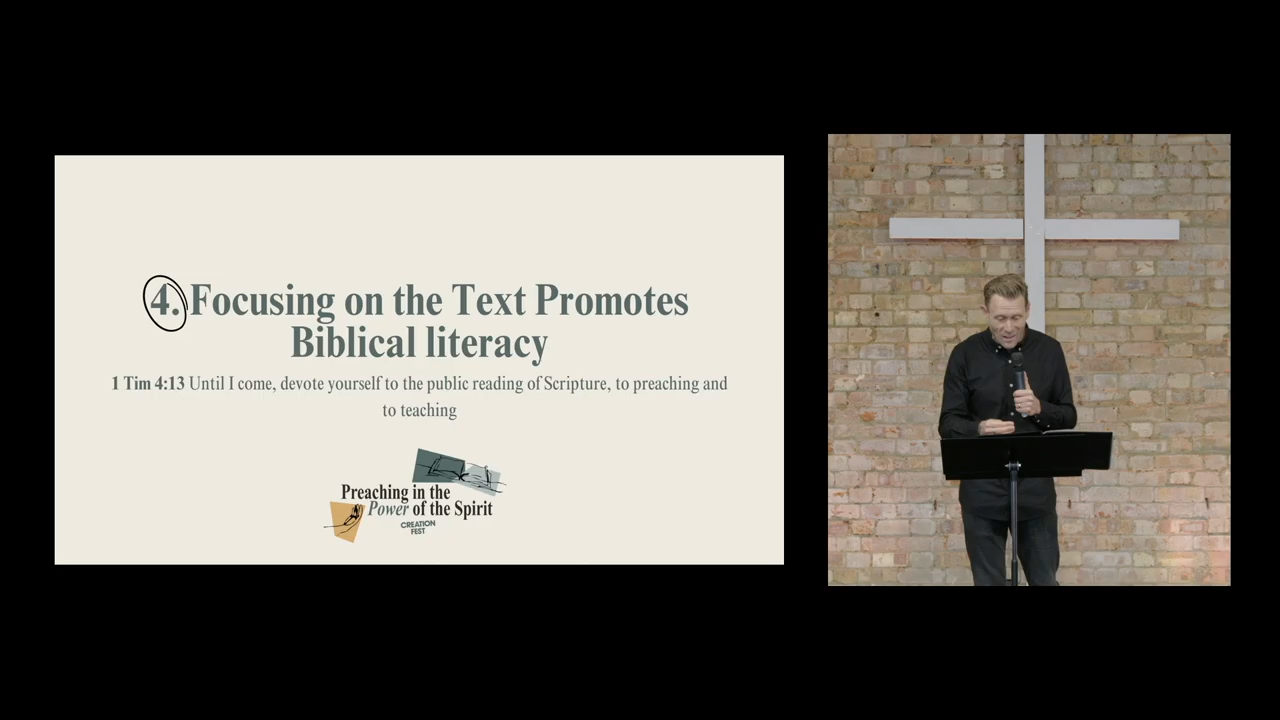 4. Focusing on the Text Promotes
Biblical literacy
1 Tim 4:13 Until I come, devote yourself to the public reading of Scripture, to preaching and
to teaching
Preaching in the
Power of the Spirit
CREATION
FEST